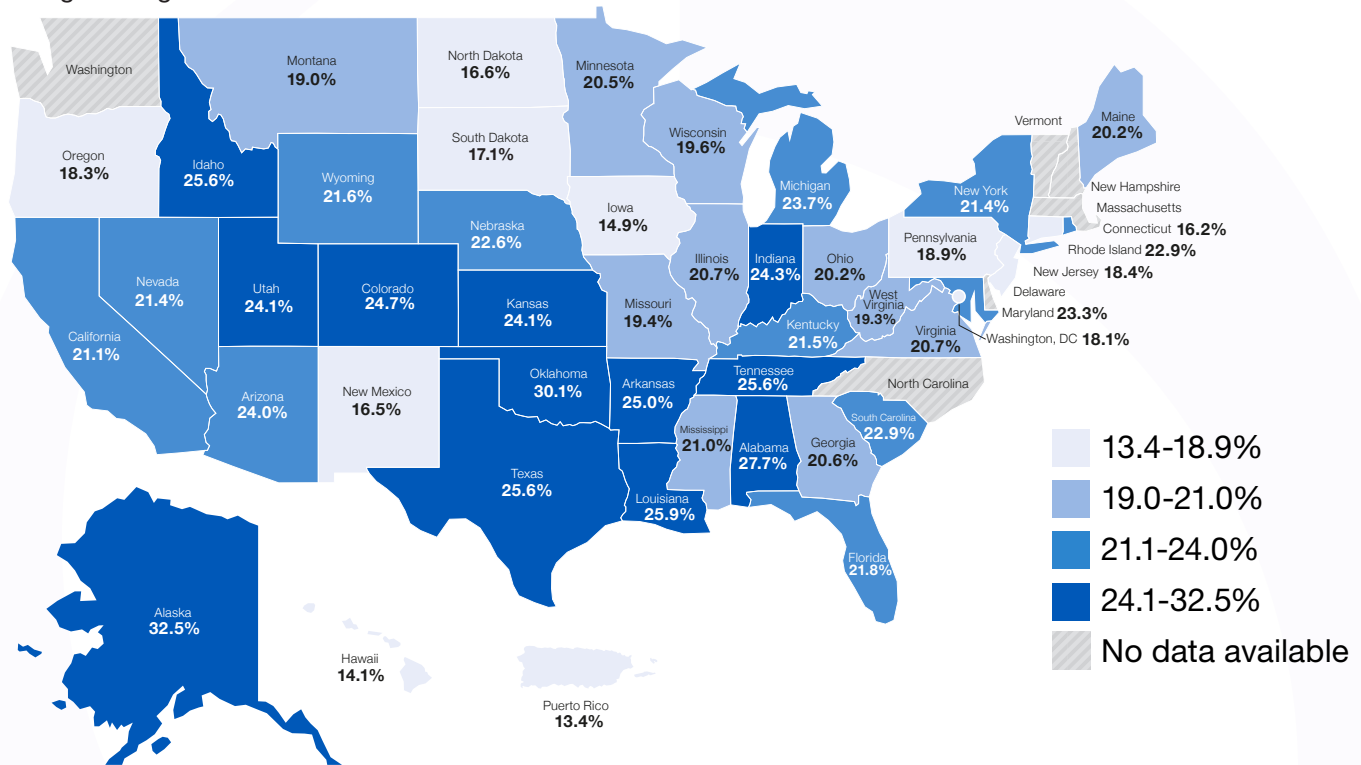 Washington
Montana
19.0%
North Dakota
16.6%
Minnesota
20.5%
Oregon
18.3%
Idaho
25.6%
Wyoming
21.6%
South Dakota
17.1%
Wisconsin
19.6%
Michigan
23.7%
Vermont
Maine
20.2%
New York
21.4%
New Hampshire
Massachusetts
Connecticut 16.2%
Rhode Island 22.9%
New Jersey 18.4%
Delaware
Maryland 23.3%
Washington, DC 18.1%
Nebraska
22.6%
Iowa
14.9%
Illinois
20.7%
Indiana
24.3%
Ohio
20.2%
Pennsylvania
18.9%
Nevada
21.4%
Utah
24.1%
Colorado
24.7%
Kansas
24.1%
Missouri
19.4%
Kentucky
21.5%
West
Virginia
19.3%
Virginia
20.7%
California
21.1%
Arizona
24.0%
New Mexico
16.5%
Oklahoma
30.1%
Arkansas
25.0%
Tennessee
25.6%
North Carolina
South Carolina
22.9%
Texas
25.6%
Louisiana
25.9%
Mississippi
21.0%
Alabama
27.7%
Georgia
20.6%
Florida
21.8%
Alaska
32.5%
Hawaii
14.1%
Puerto Rico
13.4%
13.4-18.9%
19.0-21.0%
21.1-24.0%
24.1-32.5%
No data available